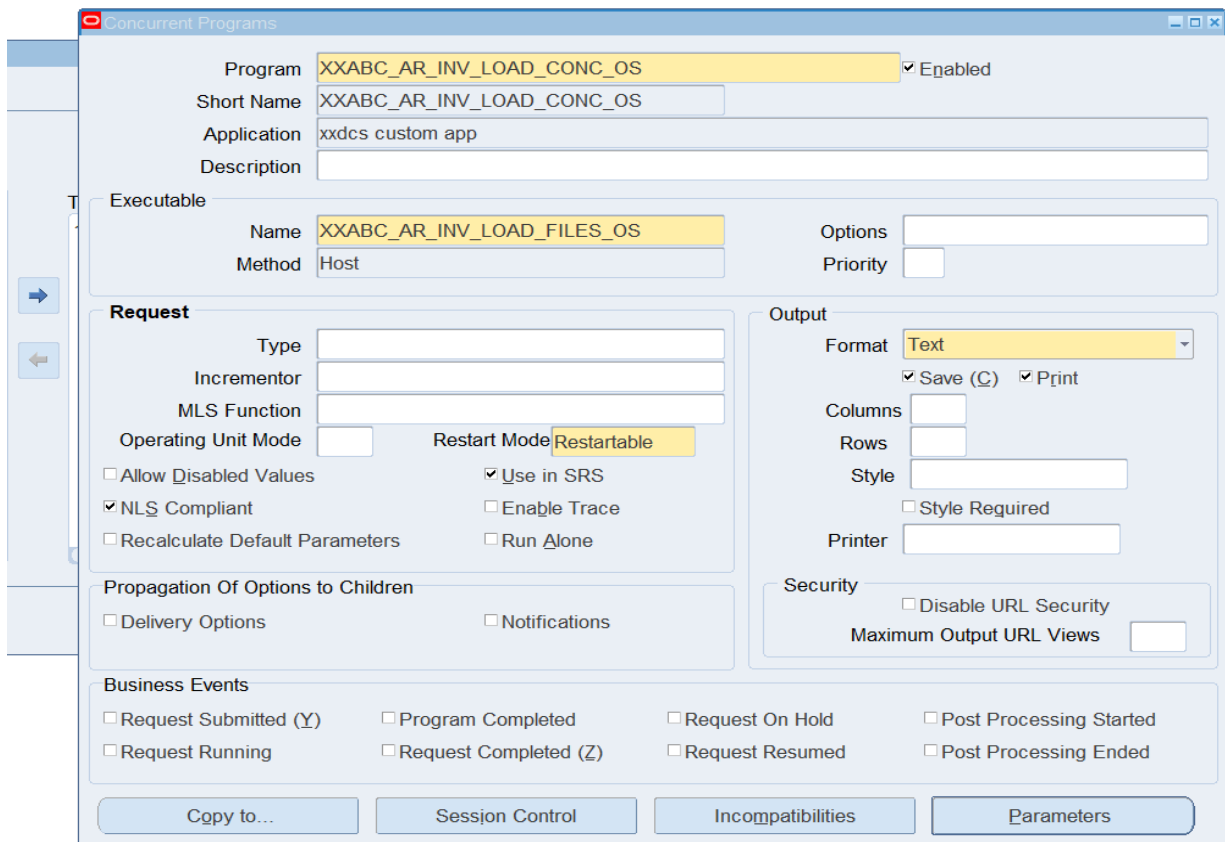 Concurrent Programs
Program XXABC_AR_INV_LOAD_CONC_OS Enabled
Short Name XXABC_AR_INV_LOAD_CONC_OS
Application xxdcs custom app
Description
T
Executable
Name XXABC_AR_INV_LOAD_FILES_OS Options
Method Host Priority
Request
Type
Incrementor
MLS Function
Operating Unit Mode Restart Mode Restartable
Allow Disabled Values Use in SRS
NLS Compliant Enable Trace
Recalculate Default Parameters Run Alone
Output
Format Text
Save (C) Print
Columns
Rows
Style
Style Required
Printer
Propagation Of Options to Children
Delivery Options Notifications
Security
Disable URL Security
Maximum Output URL Views
Business Events
Request Submitted (Y) Program Completed Request On Hold Post Processing Started
Request Running Request Completed (Z) Request Resumed Post Processing Ended
Copy to... Session Control Incompatibilities Parameters